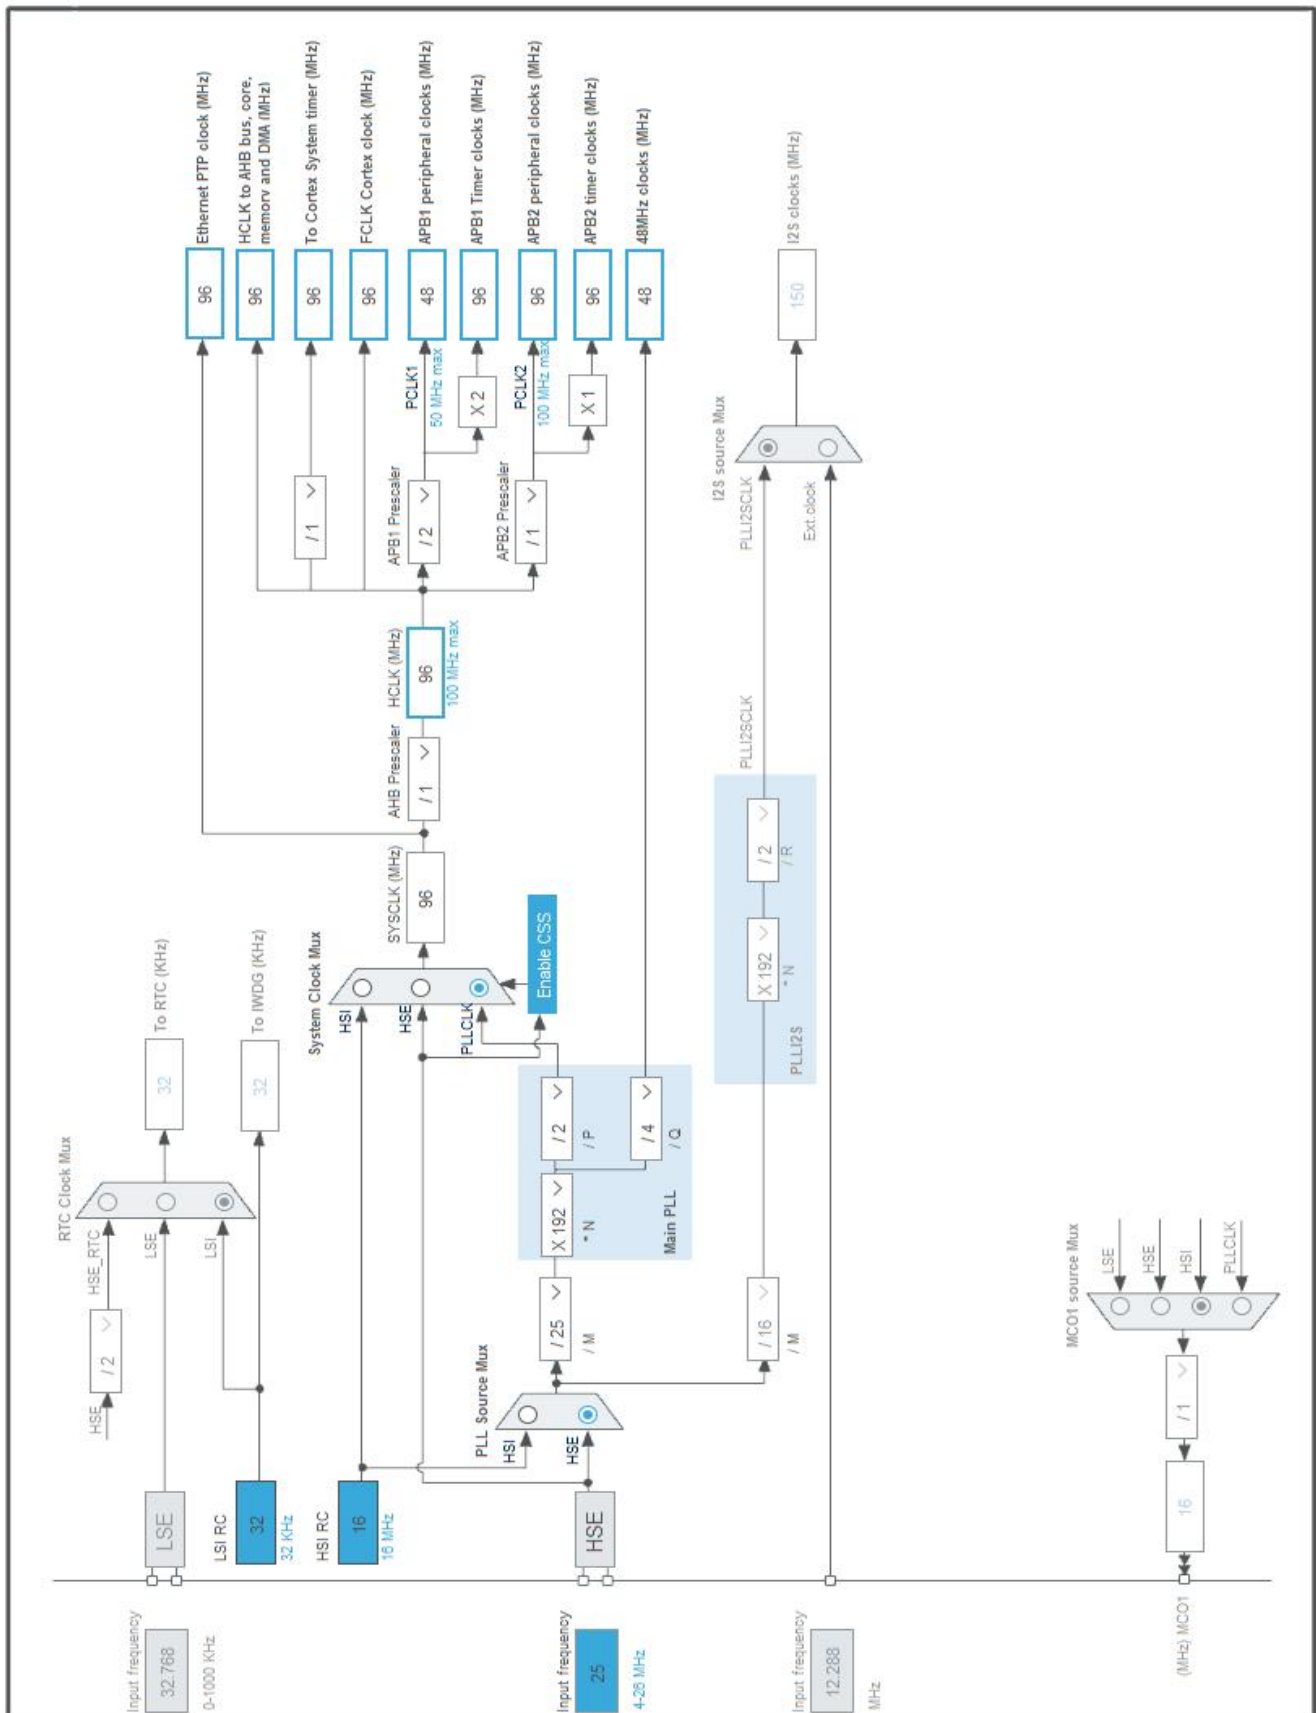 Input frequency
32.768
0-1000 KHz
LSE
HSE
/ 2
HSE_RTC
LSE
LSI
RTC Clock Mux
32
To RTC (KHz)
LSI RC
32
32 KHz
32
To IWDG (KHz)
HSI RC
16
16 MHz
Input frequency
25
4-26 MHz
HSE
PLL Source Mux
HSI
HSE
/ 25
/ M
X 192
* N
/ 2
/ P
/ 4
/ Q
Main PLL
System Clock Mux
HSI
HSE
PLLCLK
Enable CSS
SYSCLK (MHz)
96
AHB Prescaler
/ 1
HCLK (MHz)
96
100 MHz max
/ 1
APB1 Prescaler
/ 2
PCLK1
50 MHz max
X 2
APB2 Prescaler
/ 1
PCLK2
100 MHz max
X 1
96
Ethernet PTP clock (MHz)
96
HCLK to AHB bus, core,
memory and DMA (MHz)
96
To Cortex System timer (MHz)
96
FCLK Cortex clock (MHz)
48
APB1 peripheral clocks (MHz)
96
APB1 Timer clocks (MHz)
96
APB2 peripheral clocks (MHz)
96
APB2 timer clocks (MHz)
48
48MHz clocks (MHz)
/ 16
/ M
X 192
* N
/ 2
/ R
PLLI2S
PLLI2SCLK
I2S source Mux
PLLI2SCLK
Ext.clock
150
I2S clocks (MHz)
Input frequency
12.288
MHz
(MHz) MCO1
16
/ 1
MCO1 source Mux
LSE
HSE
HSI
PLLCLK